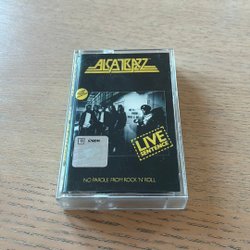 ALCATRAZZ
LIVE
SENTENCE
NO PAROLE FROM ROCK 'N' ROLL